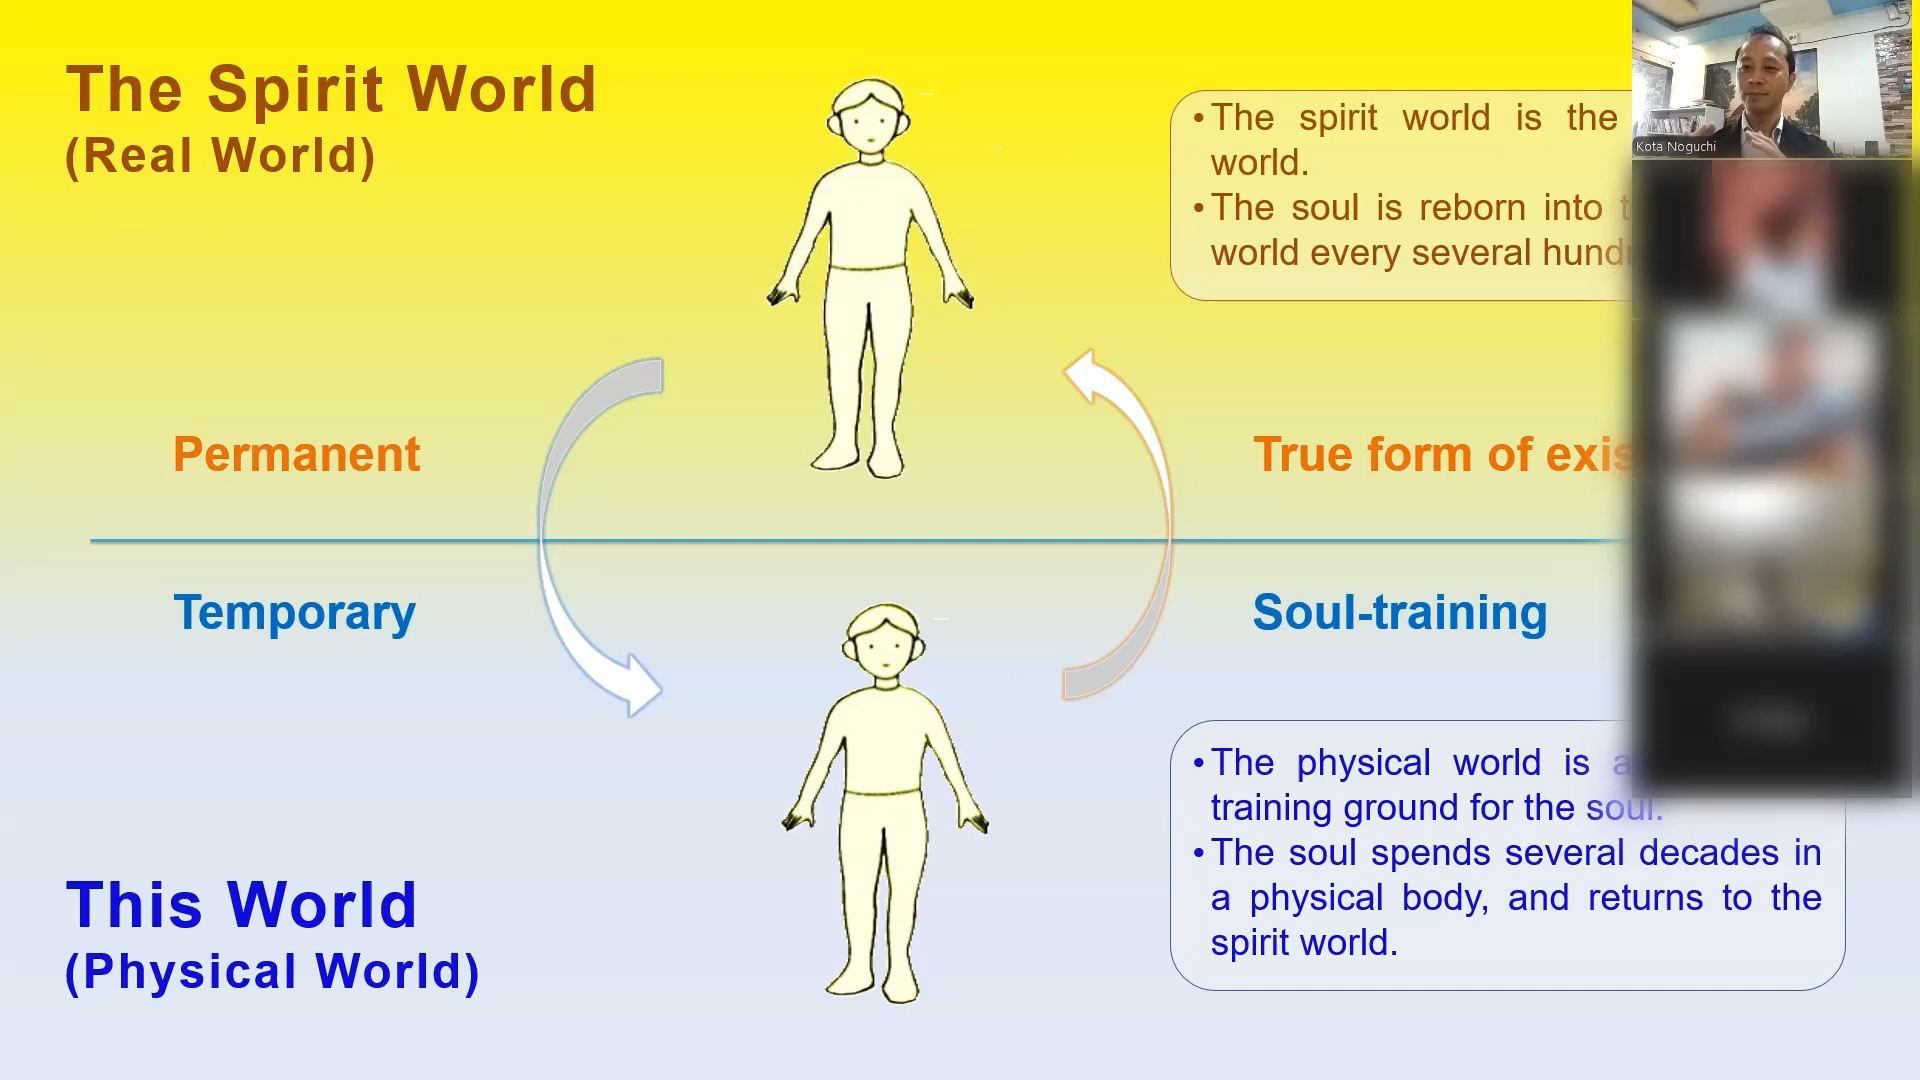 The Spirit World
(Real World)
• The spirit world is the
world.
• The soul is reborn into
world every several
Kota Noguchi
Permanent
True form of
Temporary
Soul-training
• The physical world is
training ground for the soul.
• The soul spends several decades in
a physical body, and returns to the
spirit world.
This World
(Physical World)